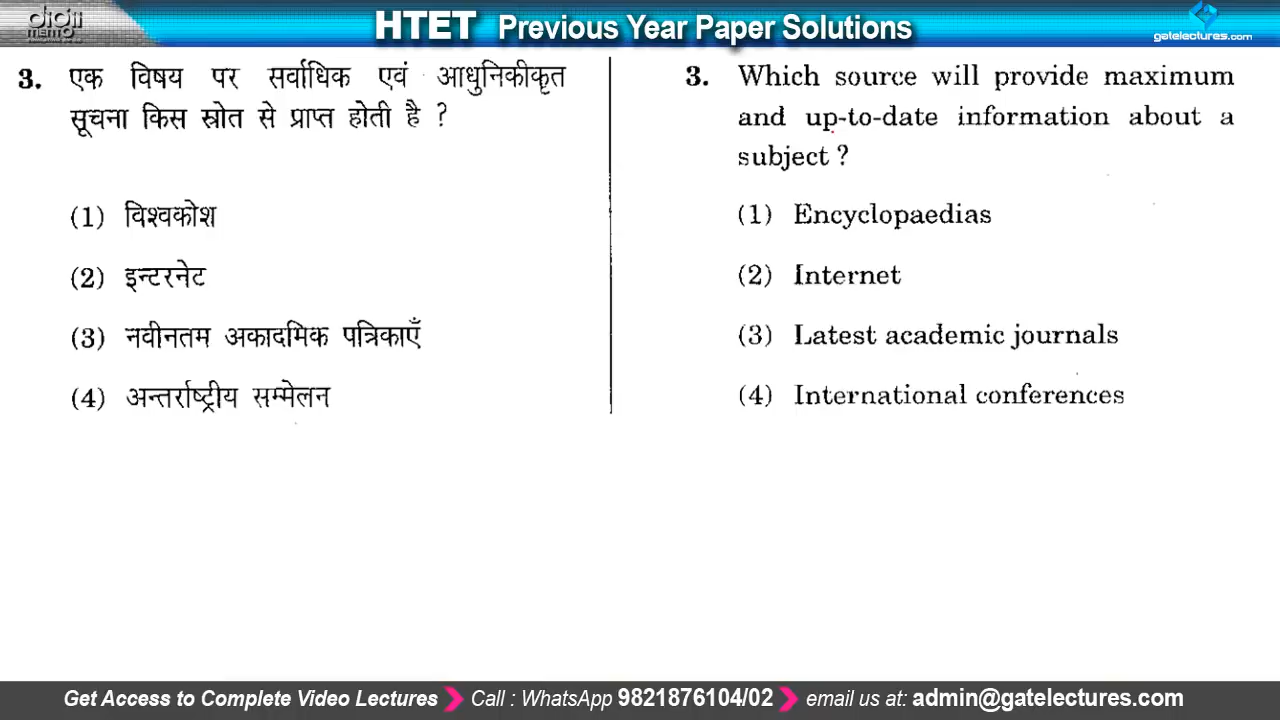 digii
MENTO
HTET Previous Year Paper Solutions
gatelectures.com
3. एक विषय पर सर्वाधिक एवं आधुनिकीकृत
सूचना किस स्रोत से प्राप्त होती है ?
(1) विश्वकोश
(2) इन्टरनेट
(3) नवीनतम अकादमिक पत्रिकाएँ
(4) अन्तर्राष्ट्रीय सम्मेलन
3. Which source will provide maximum
and up-to-date information about a
subject ?
(1) Encyclopaedias
(2) Internet
(3) Latest academic journals
(4) International conferences
Get Access to Complete Video Lectures Call : WhatsApp 9821876104/02 email us at: admin@gatelectures.com